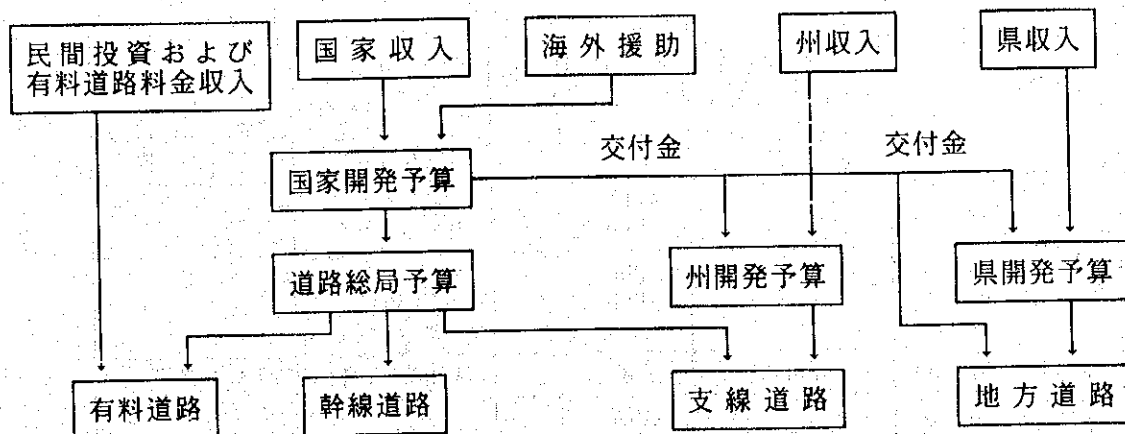 民間投資および
有料道路料金収入
国家収入
海外援助
州収入
県収入
交付金
交付金
国家開発予算
道路総局予算
州開発予算
県開発予算
有料道路
幹線道路
支線道路
地方道路